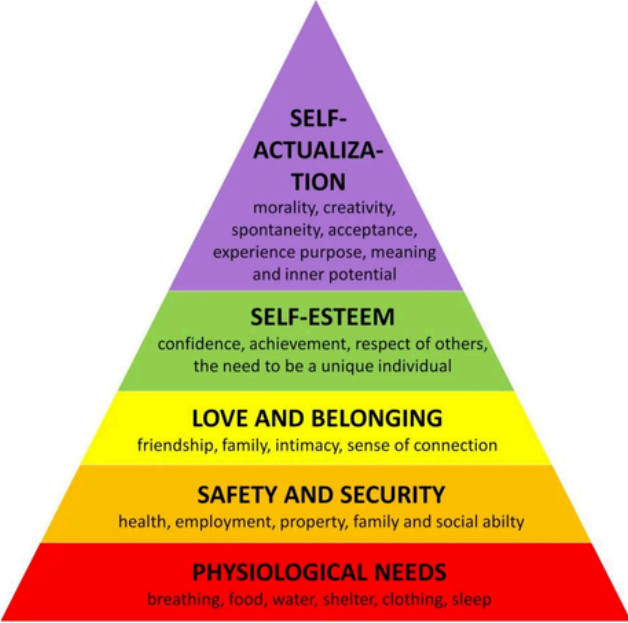 SELF-
ACTUALIZA-
TION
morality, creativity,
spontaneity, acceptance,
experience purpose, meaning
and inner potential
SELF-ESTEEM
confidence, achievement, respect of others,
the need to be a unique individual
LOVE AND BELONGING
friendship, family, intimacy, sense of connection
SAFETY AND SECURITY
health, employment, property, family and social abilty
PHYSIOLOGICAL NEEDS
breathing, food, water, shelter, clothing, sleep